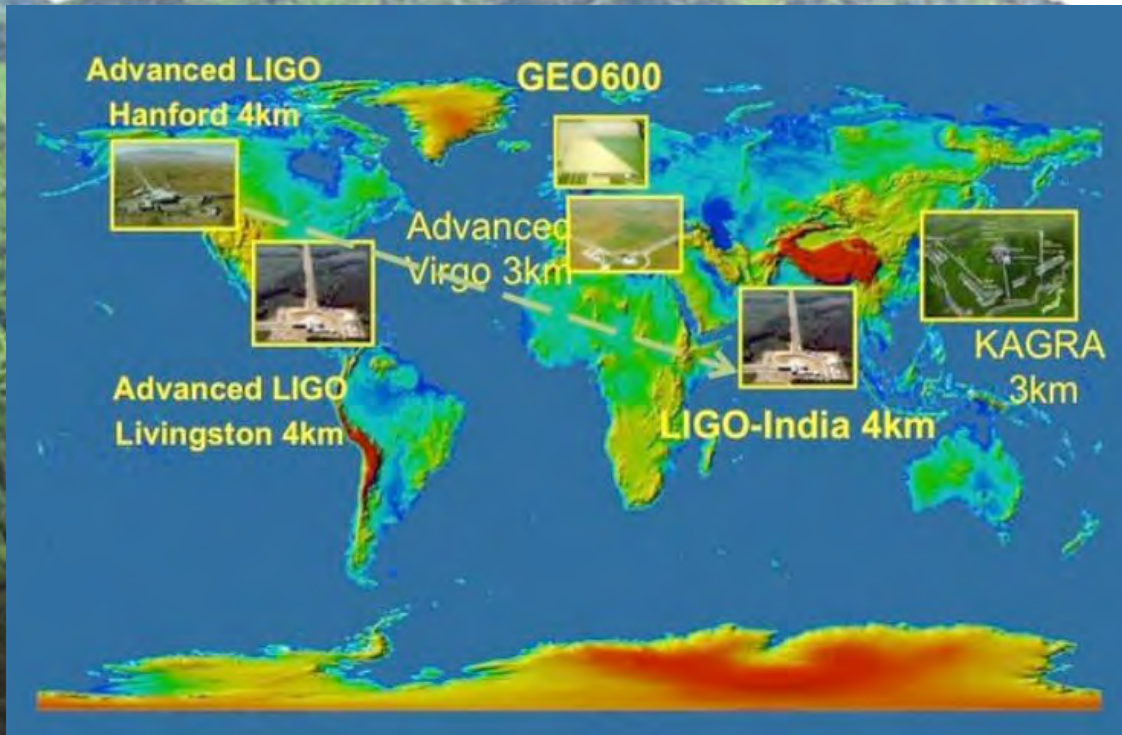 Advanced LIGO
Hanford 4km
GEO600
Advanced
Virgo 3km
KAGRA
3km
Advanced LIGO
Livingston 4km
LIGO-India 4km